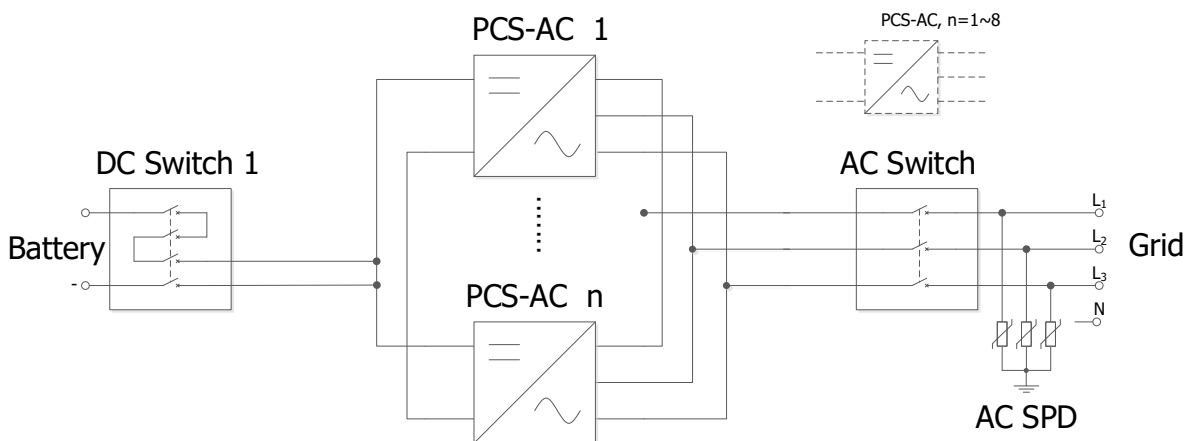 PCS-AC 1
PCS-AC, n=1~8
DC Switch 1
AC Switch
L1
Battery
L2
Grid
-
L3
PCS-AC n
N
AC SPD